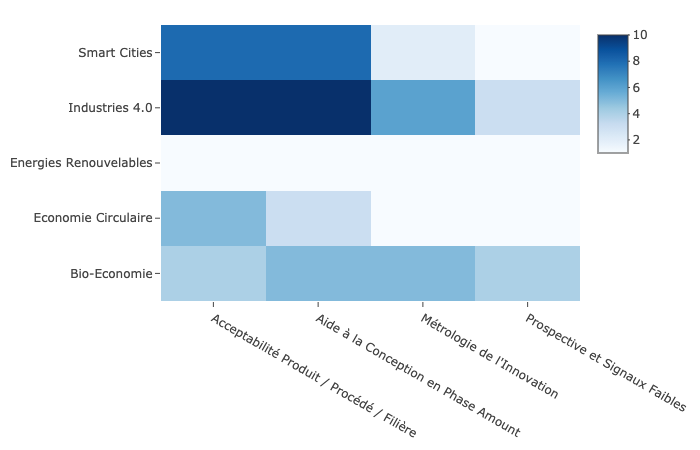 Smart Cities
Industries 4.0
Energies Renouvelables
Economie Circulaire
Bio-Economie
Acceptabilité Produit / Procédé / Filière
Aide à la Conception en Phase Amount
Métrologie de l'Innovation
Prospective et Signaux Faibles
10
8
6
4
2